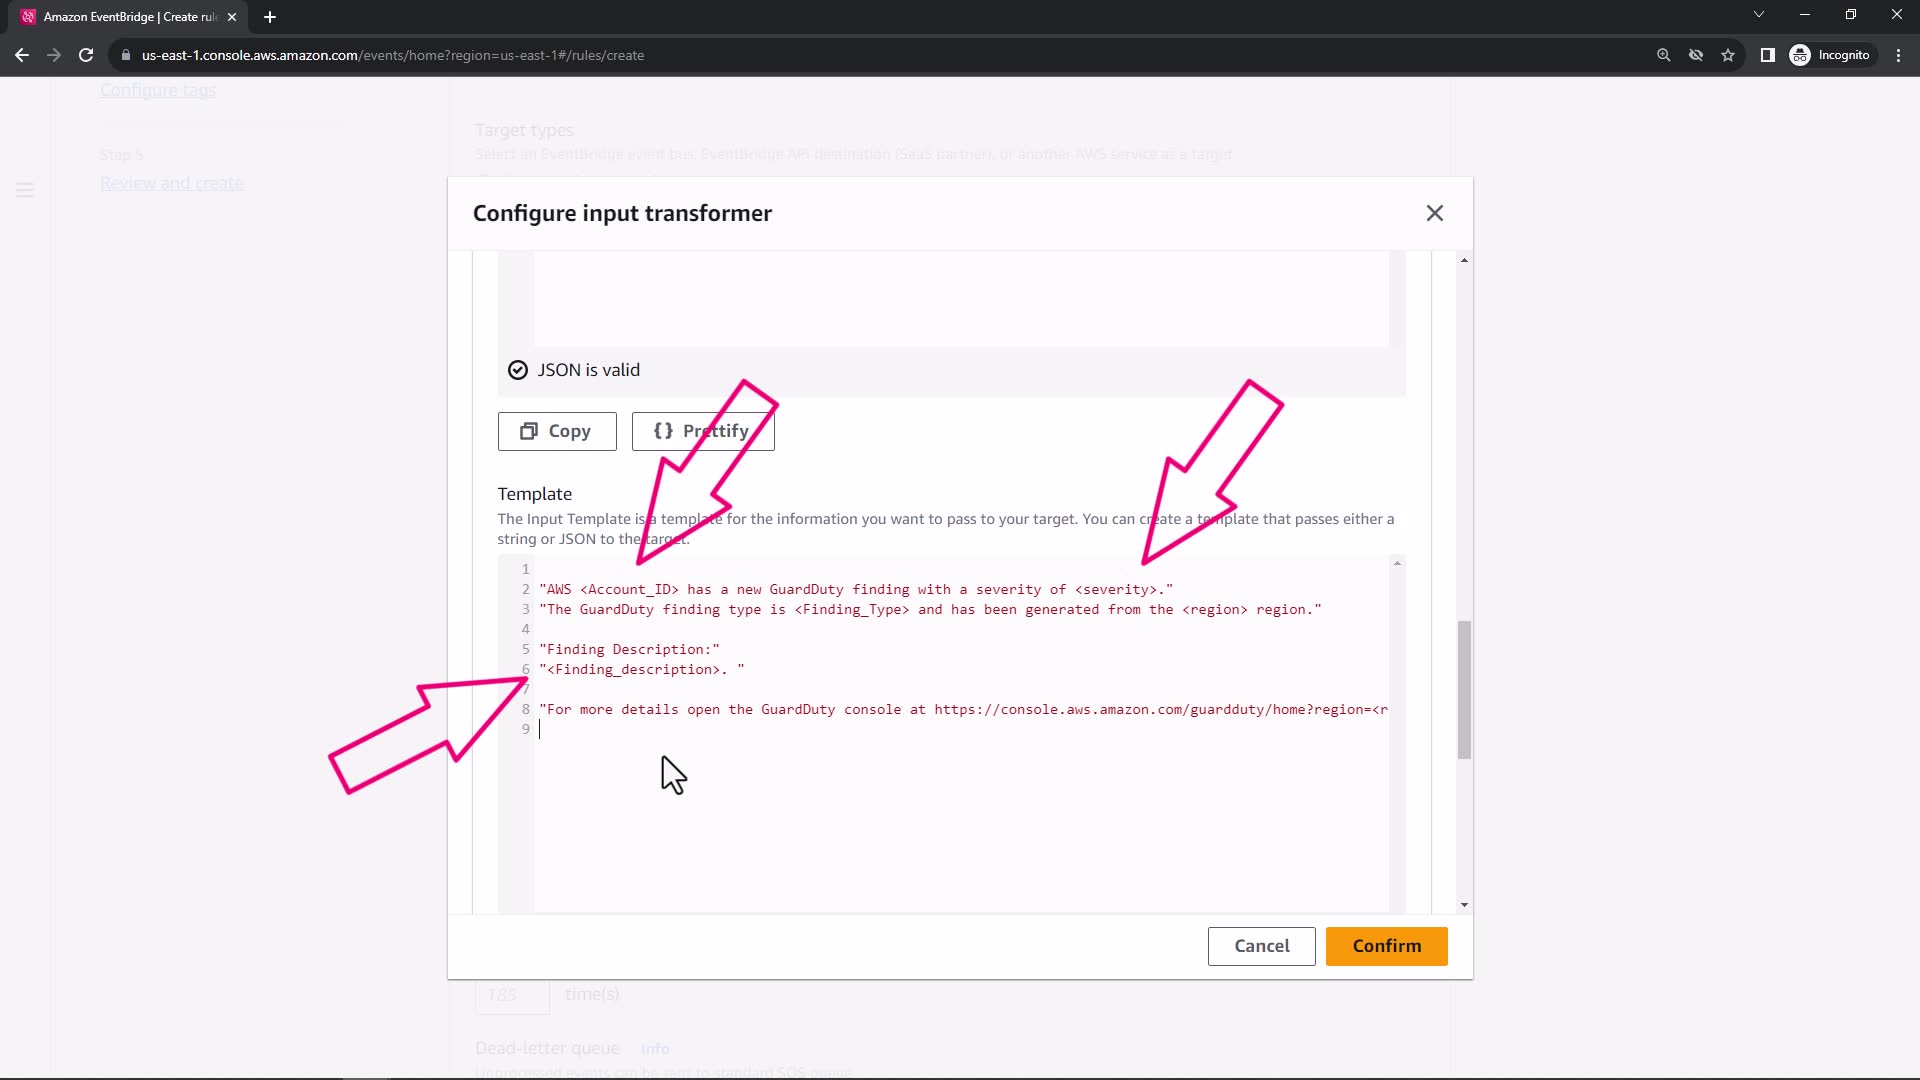 Amazon EventBridge | Create rul
us-east-1.console.aws.amazon.com/events/home?region=us-east-1#/rules/create
Incognito
Configure tags
Step 5
Review and create
Target types
Select an EventBridge event bus, EventBridge API destination (SaaS partner), or another AWS service as a target
Configure input transformer
JSON is valid
Copy
Prettify
Template
The Input Template is a template for the information you want to pass to your target. You can create a template that passes either a
string or JSON to the target.
1
2 "AWS <Account_ID> has a new GuardDuty finding with a severity of <severity>."
3 "The GuardDuty finding type is <Finding_Type> and has been generated from the <region> region."
4
5 "Finding Description:"
6 "<Finding_description>. "
7
8 "For more details open the GuardDuty console at https://console.aws.amazon.com/guardduty/home?region=<r
9
Cancel
Confirm
185 time(s)
Dead-letter queue Info
Unprocessed events can be sent to standard SQS queue